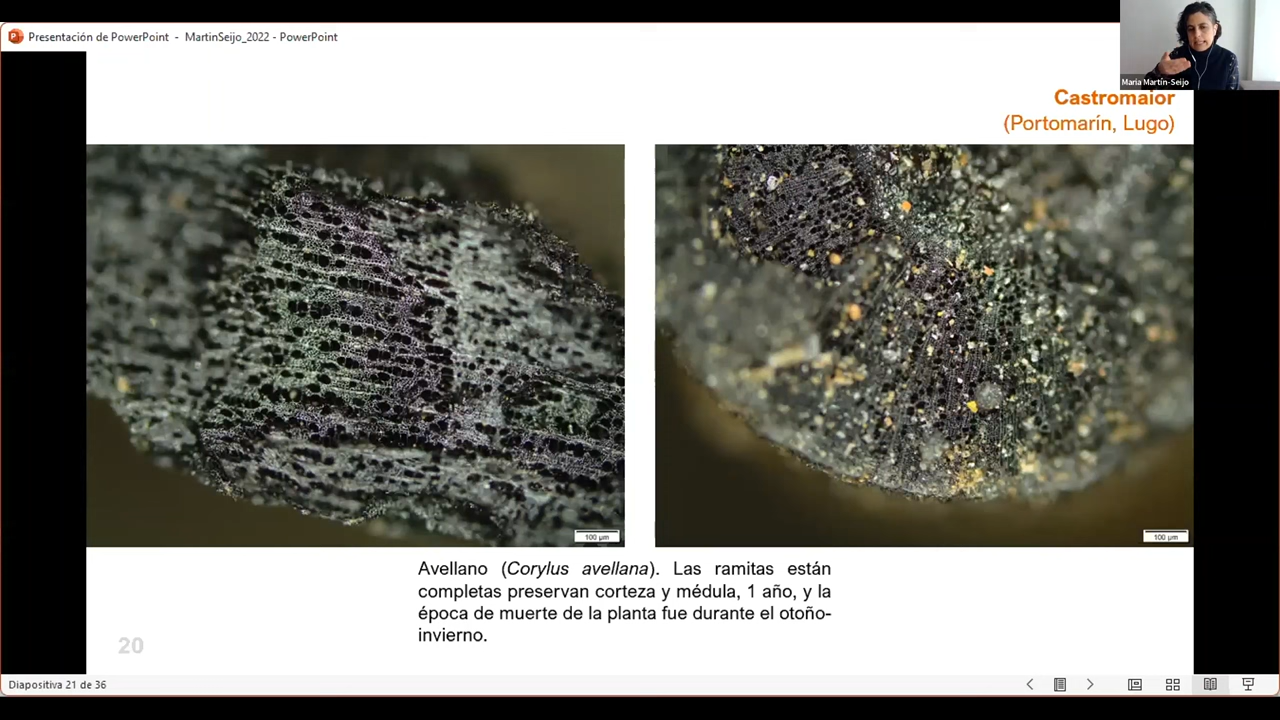 Presentación de PowerPoint - MartinSeijo_2022 - PowerPoint
María Martín-Seijo
Castromaior
(Portomarín, Lugo)
100 µm
100 µm
Avellano (Corylus avellana). Las ramitas están
completas preservan corteza y médula, 1 año, y la
época de muerte de la planta fue durante el otoño-
invierno.
20
Diapositiva 21 de 36